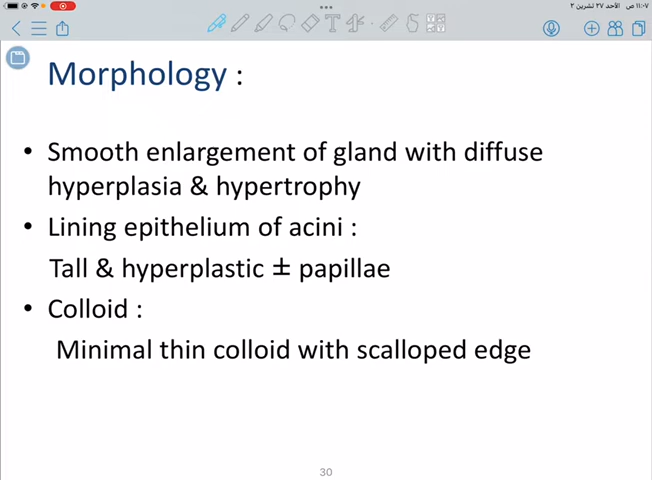 ١١:٠٧ ص الأحد ٢٧ تشرين ٢
Morphology :
• Smooth enlargement of gland with diffuse
hyperplasia & hypertrophy
• Lining epithelium of acini :
Tall & hyperplastic ± papillae
• Colloid :
Minimal thin colloid with scalloped edge
30